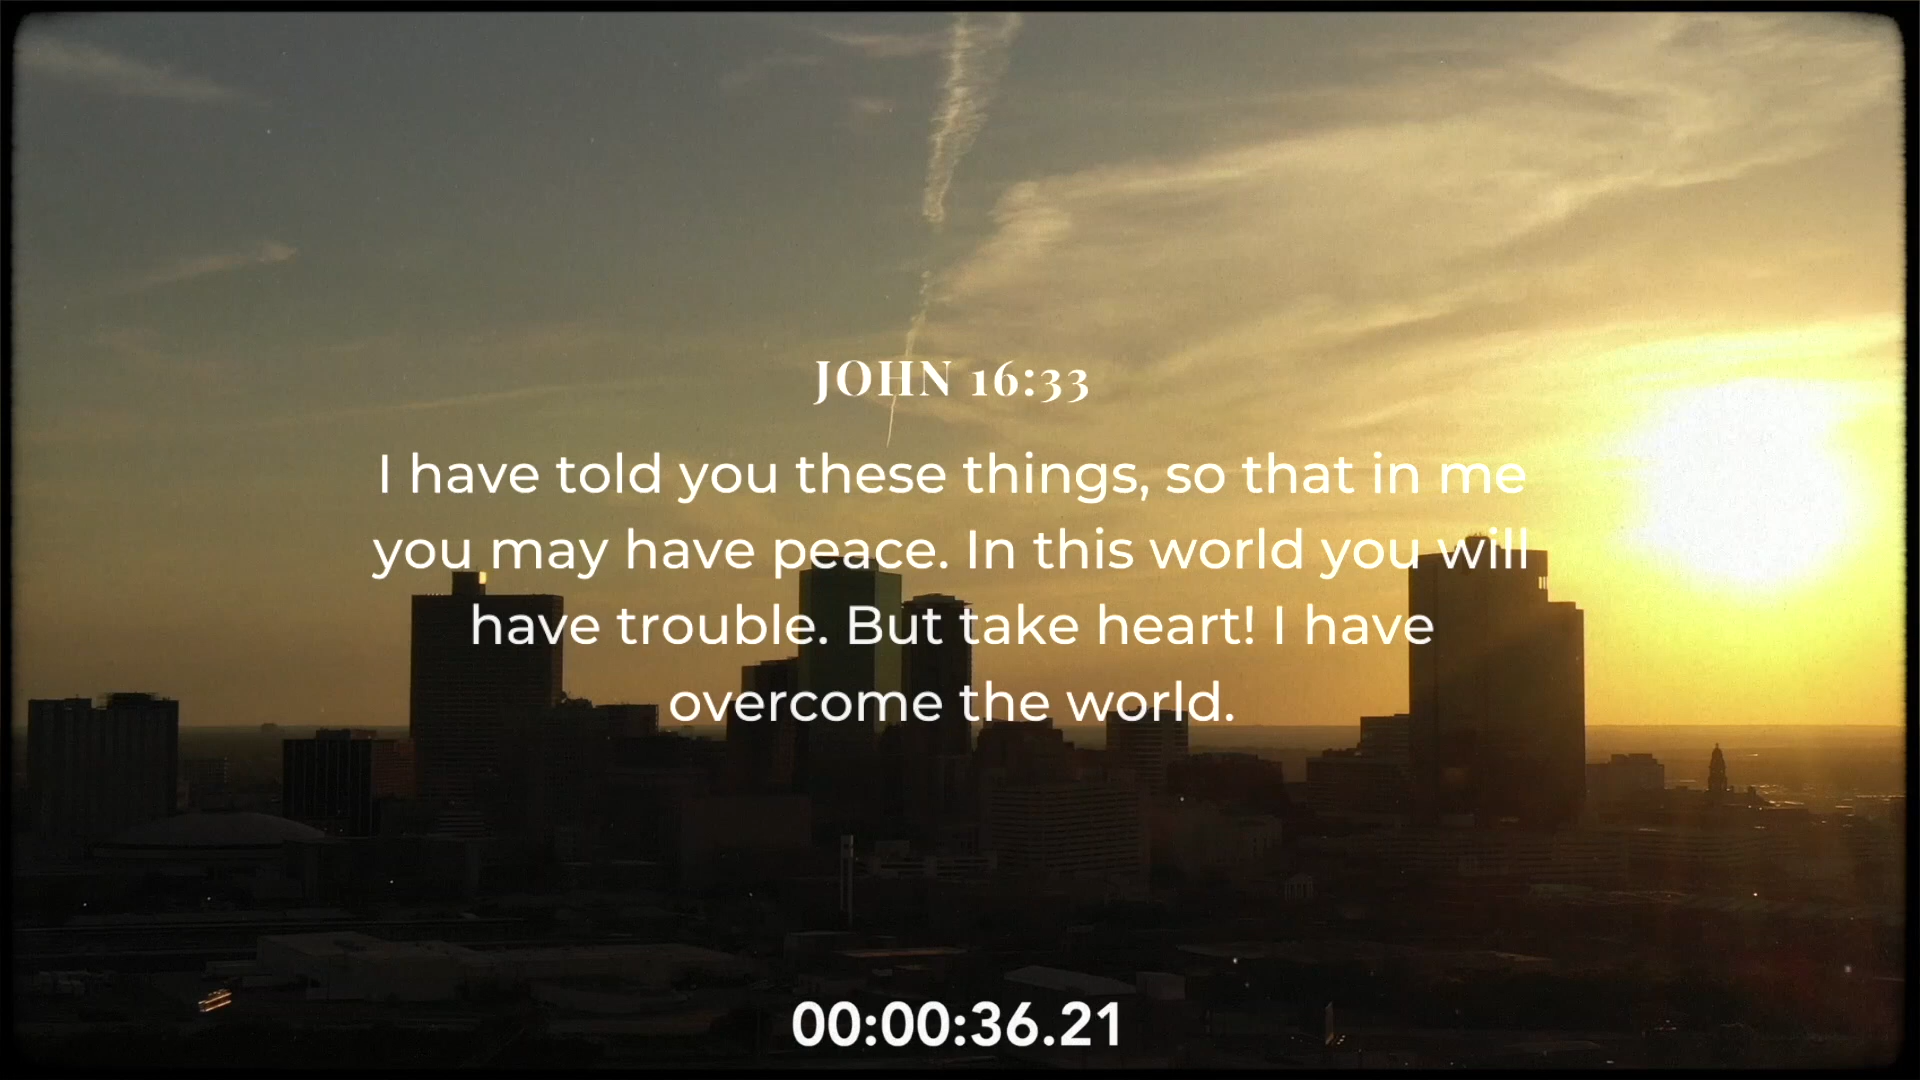 JOHN 16:33
I have told you these things, so that in me
you may have peace. In this world you will
have trouble. But take heart! I have
overcome the world.
00:00:36.21